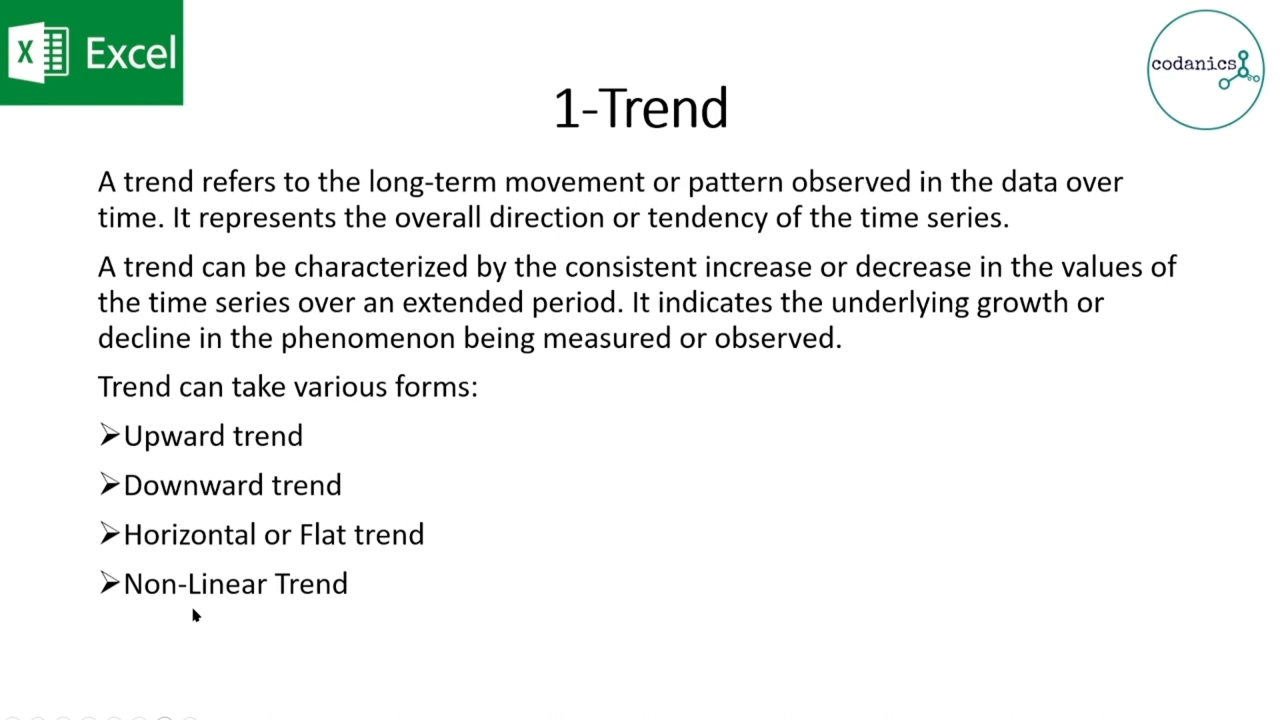 X Excel
codanics
1-Trend
A trend refers to the long-term movement or pattern observed in the data over
time. It represents the overall direction or tendency of the time series.
A trend can be characterized by the consistent increase or decrease in the values of
the time series over an extended period. It indicates the underlying growth or
decline in the phenomenon being measured or observed.
Trend can take various forms:
➢Upward trend
➢Downward trend
➢Horizontal or Flat trend
➢Non-Linear Trend